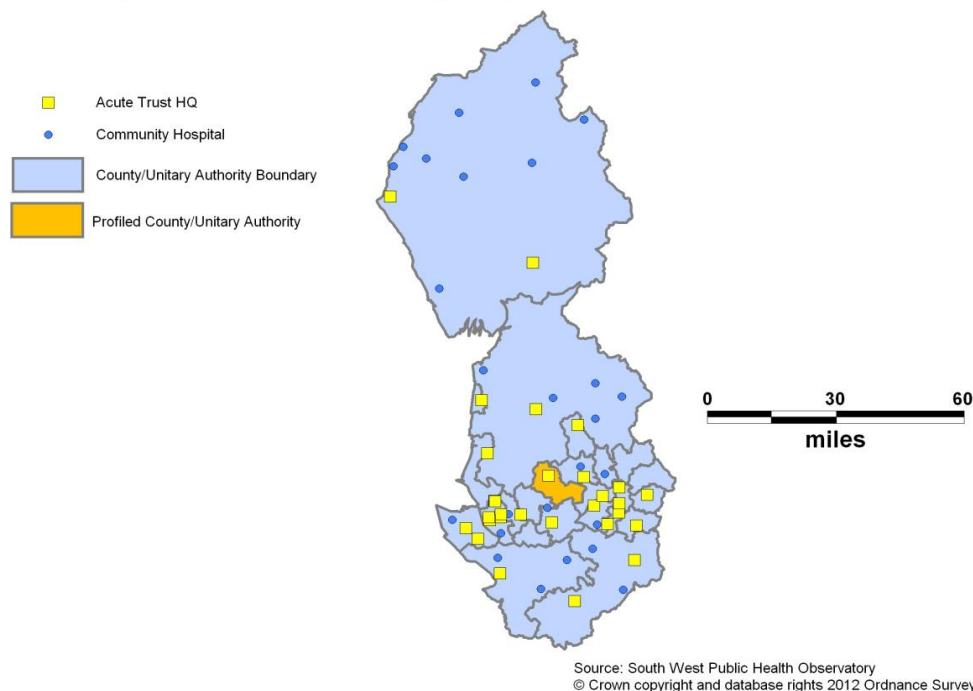 Acute Trust HQ
Community Hospital
County/Unitary Authority Boundary
Profiled County/Unitary Authority
0 30 60
miles
Source: South West Public Health Observatory
© Crown copyright and database rights 2012 Ordnance Survey